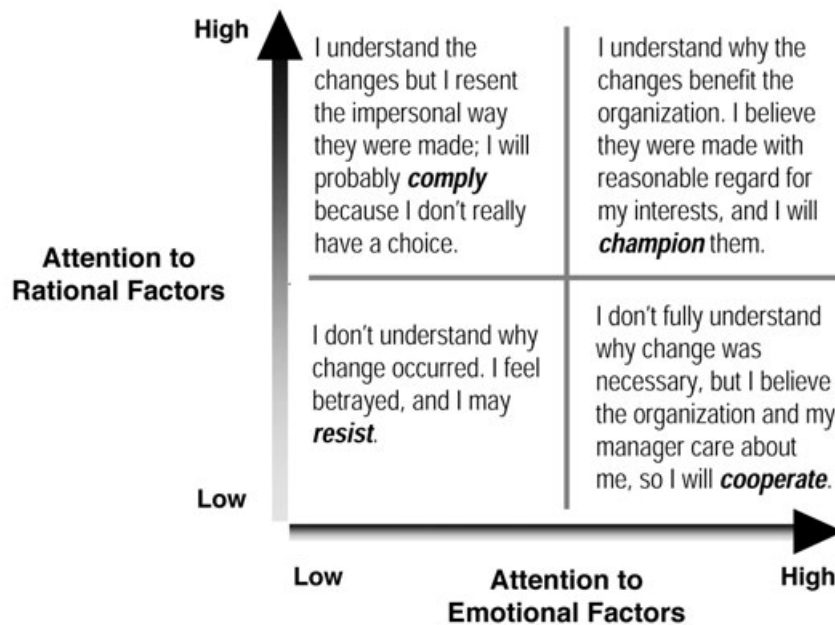 High
I understand the
changes but I resent
the impersonal way
they were made; I will
probably comply
because I don't really
have a choice.
I understand why the
changes benefit the
organization. I believe
they were made with
reasonable regard for
my interests, and I will
champion them.
Attention to
Rational Factors
I don't understand why
change occurred. I feel
betrayed, and I may
resist.
I don't fully understand
why change was
necessary, but I believe
the organization and my
manager care about
me, so I will cooperate.
Low
Low
Attention to
Emotional Factors
High